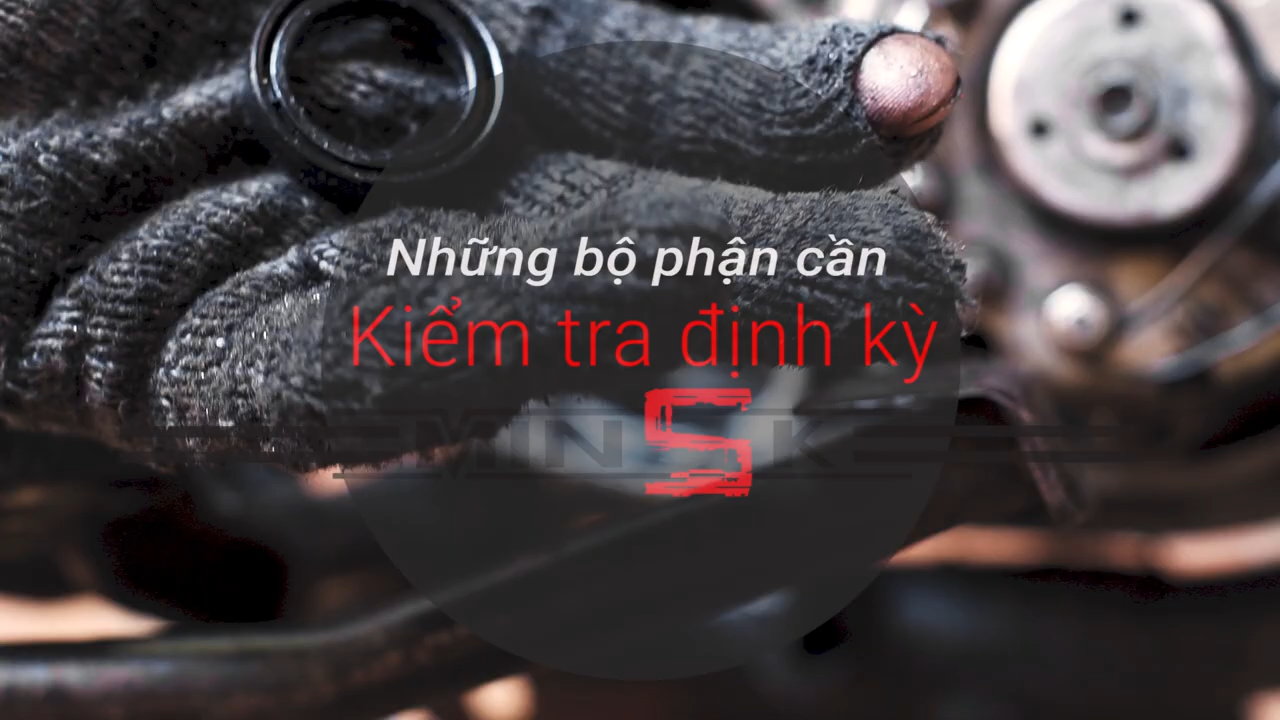 Những bộ phận cần
Kiểm tra định kỳ
MINSK